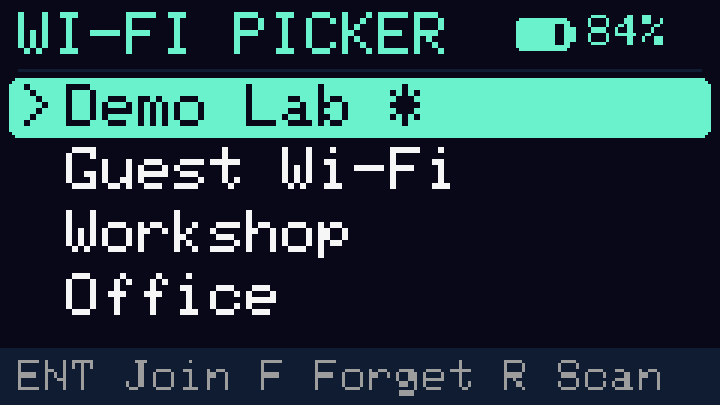 WI-FI PICKER 84%
>Demo Lab *
Guest Wi-Fi
Workshop
Office
ENT Join F Forget R Scan